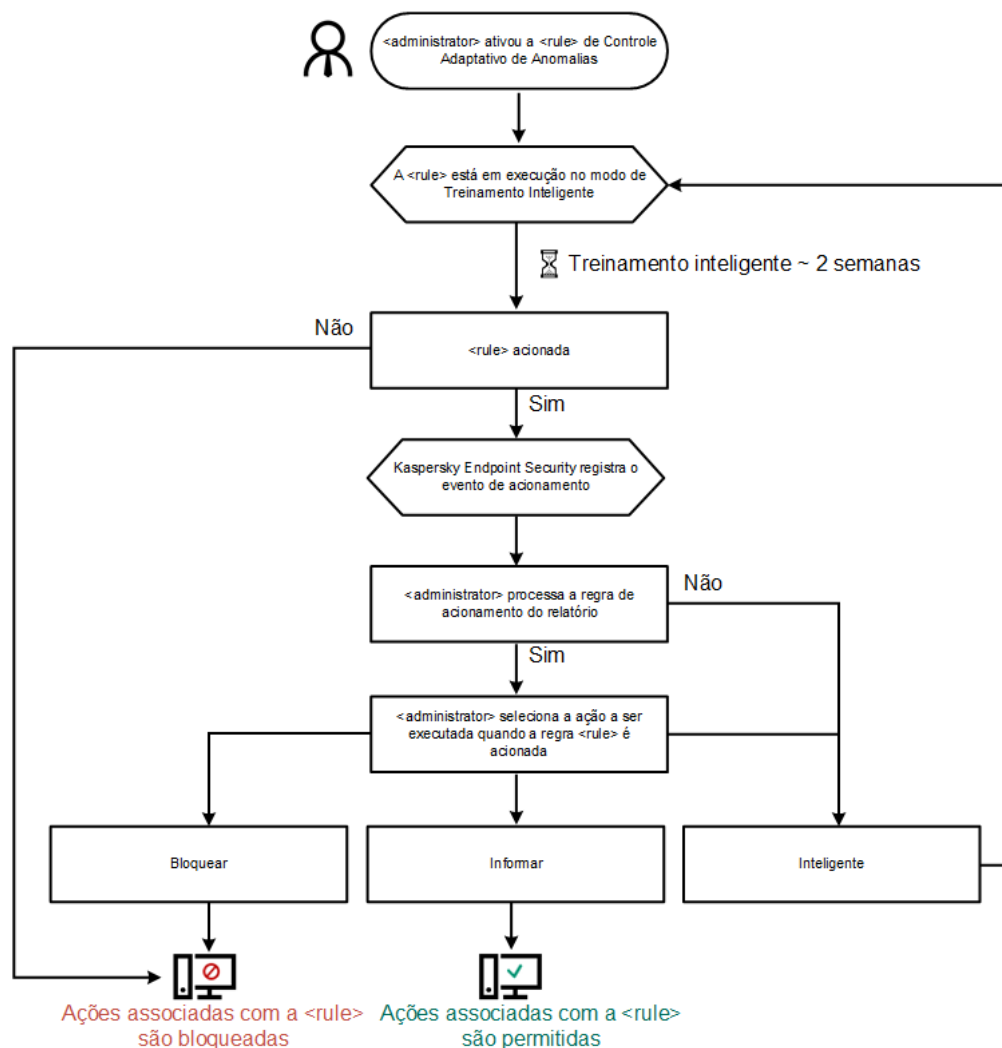 <administrator> ativou a <rule> de Controle
Adaptativo de Anomalias
A <rule> está em execução no modo de
Treinamento Inteligente
Treinamento inteligente ~ 2 semanas
Não
<rule> acionada
Sim
Kaspersky Endpoint Security registra o
evento de acionamento
Não
<administrator> processa a regra de
acionamento do relatório
Sim
<administrator> seleciona a ação a ser
executada quando a regra <rule> é
acionada
Bloquear
Informar
Inteligente
Ações associadas com a <rule>
são bloqueadas
Ações associadas com a <rule>
são permitidas